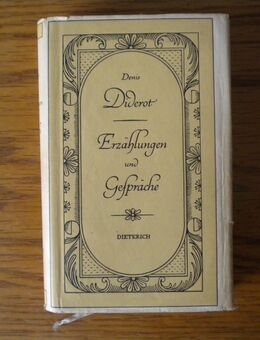 Denis
Diderot
Erzählungen
und
Geſpräche
DIETERICH